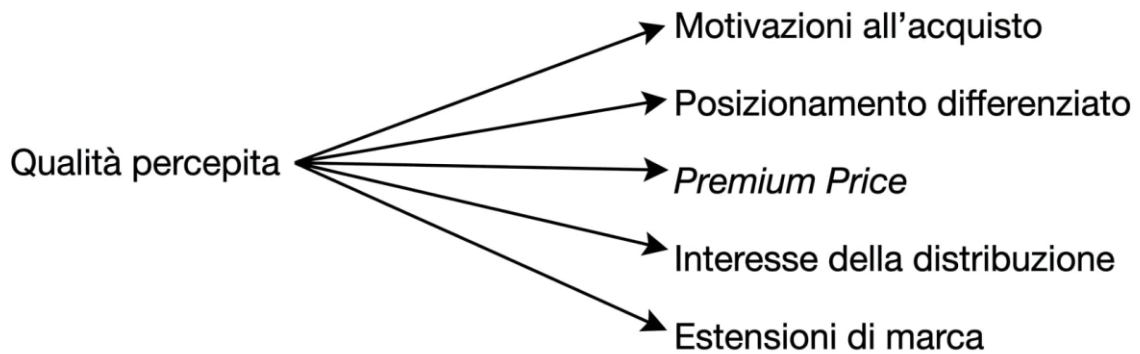 Motivazioni all'acquisto
Posizionamento differenziato
Qualità percepita
Premium Price
Interesse della distribuzione
Estensioni di marca